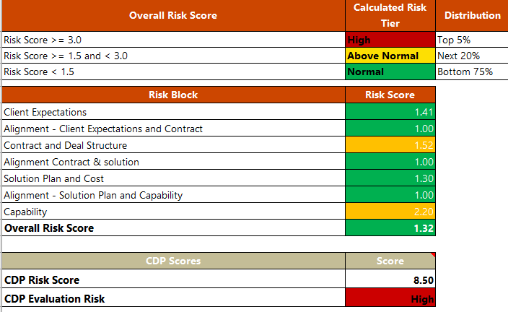 Overall Risk Score Calculated Risk Tier Distribution
Risk Score >= 3.0 High Top 5%
Risk Score >= 1.5 and < 3.0 Above Normal Next 20%
Risk Score < 1.5 Normal Bottom 75%
Risk Block Risk Score
Client Expectations 1.41
Alignment - Client Expectations and Contract 1.00
Contract and Deal Structure 1.52
Alignment Contract & solution 1.00
Solution Plan and Cost 1.30
Alignment - Solution Plan and Capability 1.00
Capability 2.20
Overall Risk Score 1.32
CDP Scores Score
CDP Risk Score 8.50
CDP Evaluation Risk High